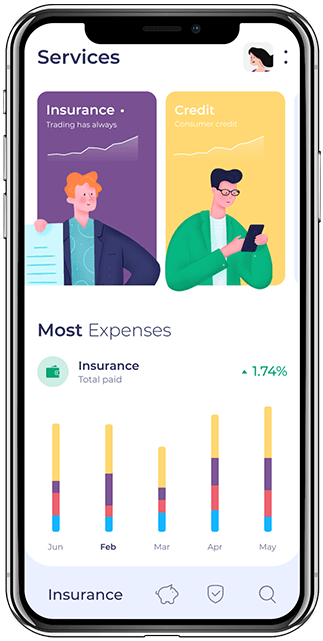 Services
Insurance •
Trading has always
Credit
Consumer credit
Most Expenses
Insurance
Total paid
1.74%
Jun
Feb
Mar
Apr
May
Insurance